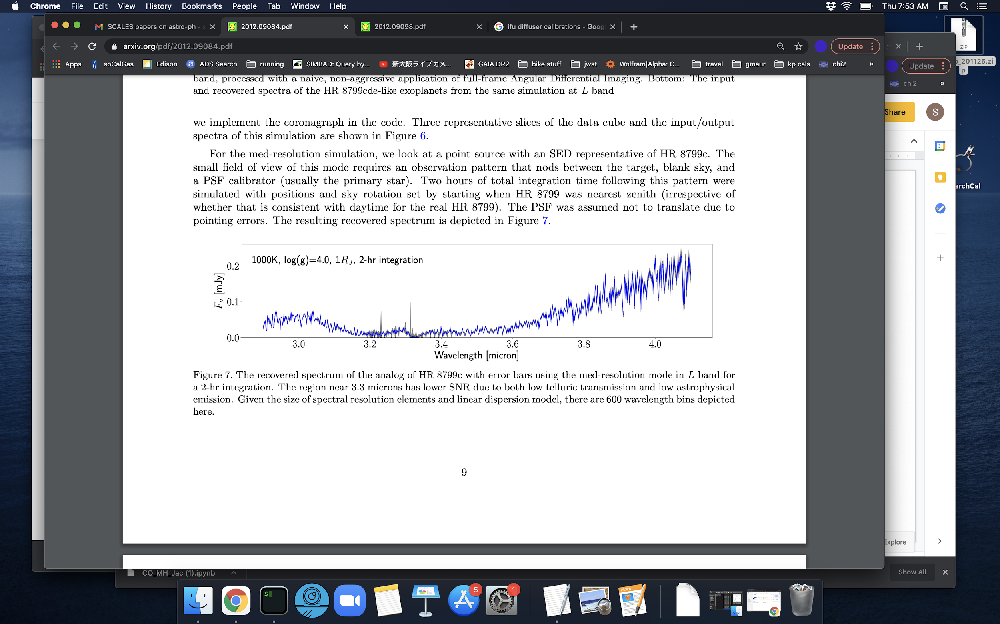 Chrome File Edit View History Bookmarks People Tab Window Help Thu 7:53 AM
SCALES papers on astro-ph - 2012.09084.pdf 2012.09098.pdf ifu diffuser calibrations - Goog
arxiv.org/pdf/2012.09084.pdf Update
Apps soCalGas Edison ADS Search running SIMBAD: Query by... 新大阪ライブカメ... GAIA DR2 bike stuff jwst Wolfram|Alpha: C... travel gmaur kp cals chi2 »
ZIP
_201125.zi
p
Update
chi2 »
Share S
31
archCal
Explore
band, processed with a naive, non-aggressive application of full-frame Angular Differential Imaging. Bottom: The input
and recovered spectra of the HR 8799cde-like exoplanets from the same simulation at L band
we implement the coronagraph in the code. Three representative slices of the data cube and the input/output
spectra of this simulation are shown in Figure 6.
For the med-resolution simulation, we look at a point source with an SED representative of HR 8799c. The
small field of view of this mode requires an observation pattern that nods between the target, blank sky, and
a PSF calibrator (usually the primary star). Two hours of total integration time following this pattern were
simulated with positions and sky rotation set by starting when HR 8799 was nearest zenith (irrespective of
whether that is consistent with daytime for the real HR 8799). The PSF was assumed not to translate due to
pointing errors. The resulting recovered spectrum is depicted in Figure 7.
1000K, log(g)=4.0, 1R_J, 2-hr integration
F_ν [mJy]
0.2
0.1
0.0
3.0 3.2 3.4 3.6 3.8 4.0
Wavelength [micron]
Figure 7. The recovered spectrum of the analog of HR 8799c with error bars using the med-resolution mode in L band for
a 2-hr integration. The region near 3.3 microns has lower SNR due to both low telluric transmission and low astrophysical
emission. Given the size of spectral resolution elements and linear dispersion model, there are 600 wavelength bins depicted
here.
9
CO_MH_Jac (1).ipynb Show All
$ 5 1
PAGES